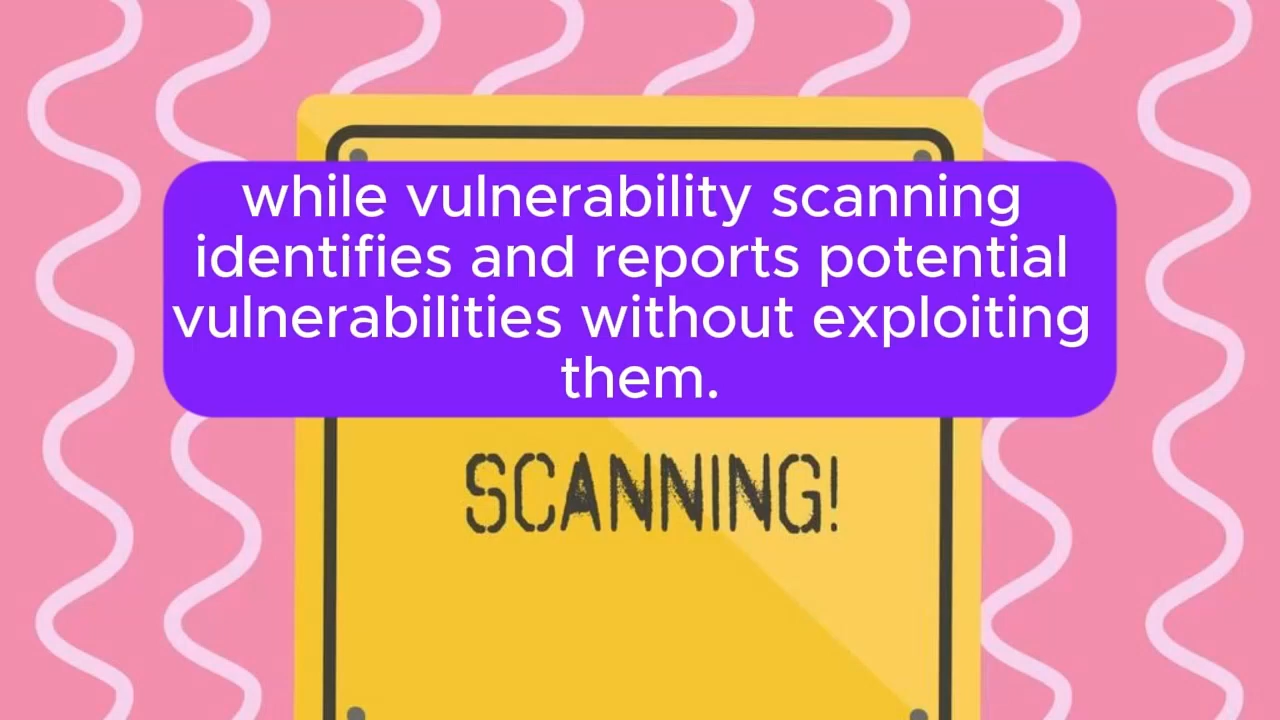 while vulnerability scanning
identifies and reports potential
vulnerabilities without exploiting
them.
SCANNING!